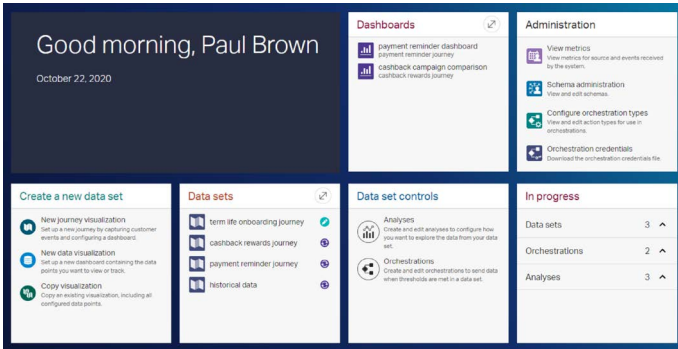 Good morning, Paul Brown
October 22, 2020
Dashboards
payment reminder dashboard
payment reminder journey
cashback campaign comparison
cashback rewards journey
Administration
View metrics
View metrics for source and events received
by the system.
Schema administration
View and edit schemas.
Configure orchestration types
View and edit action types for use in
orchestrations.
Orchestration credentials
Download the orchestration credentials file.
Create a new data set
New journey visualization
Set up a new journey by capturing customer
events and configuring a dashboard.
New data visualization
Set up a new dashboard containing the data
points you want to view or track.
Copy visualization
Copy an existing visualization, including all
configured data points.
Data sets
term life onboarding journey
cashback rewards journey
payment reminder journey
historical data
Data set controls
Analyses
Create and edit analyses to configure how
you want to explore the data from your data
set.
Orchestrations
Create and edit orchestrations to send data
when thresholds are met in a data set.
In progress
Data sets 3
Orchestrations 2
Analyses 3